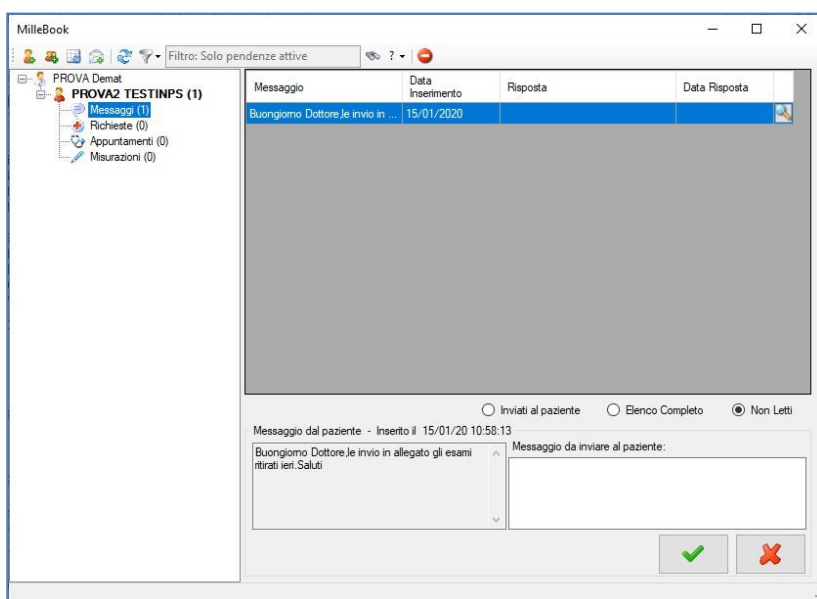 MilleBook
Filtro: Solo pendenze attive
?
PROVA Demat
PROVA2 TESTINPS (1)
Messaggi (1)
Richieste (0)
Appuntamenti (0)
Misurazioni (0)
Messaggio
Data
Inserimento
Risposta
Data Risposta
Buongiorno Dottore,le invio in ...
15/01/2020
Inviati al paziente
Elenco Completo
Non Letti
Messaggio dal paziente - Inserito il 15/01/20 10:58:13
Buongiorno Dottore,le invio in allegato gli esami
ritirati ieri.Saluti
Messaggio da inviare al paziente: